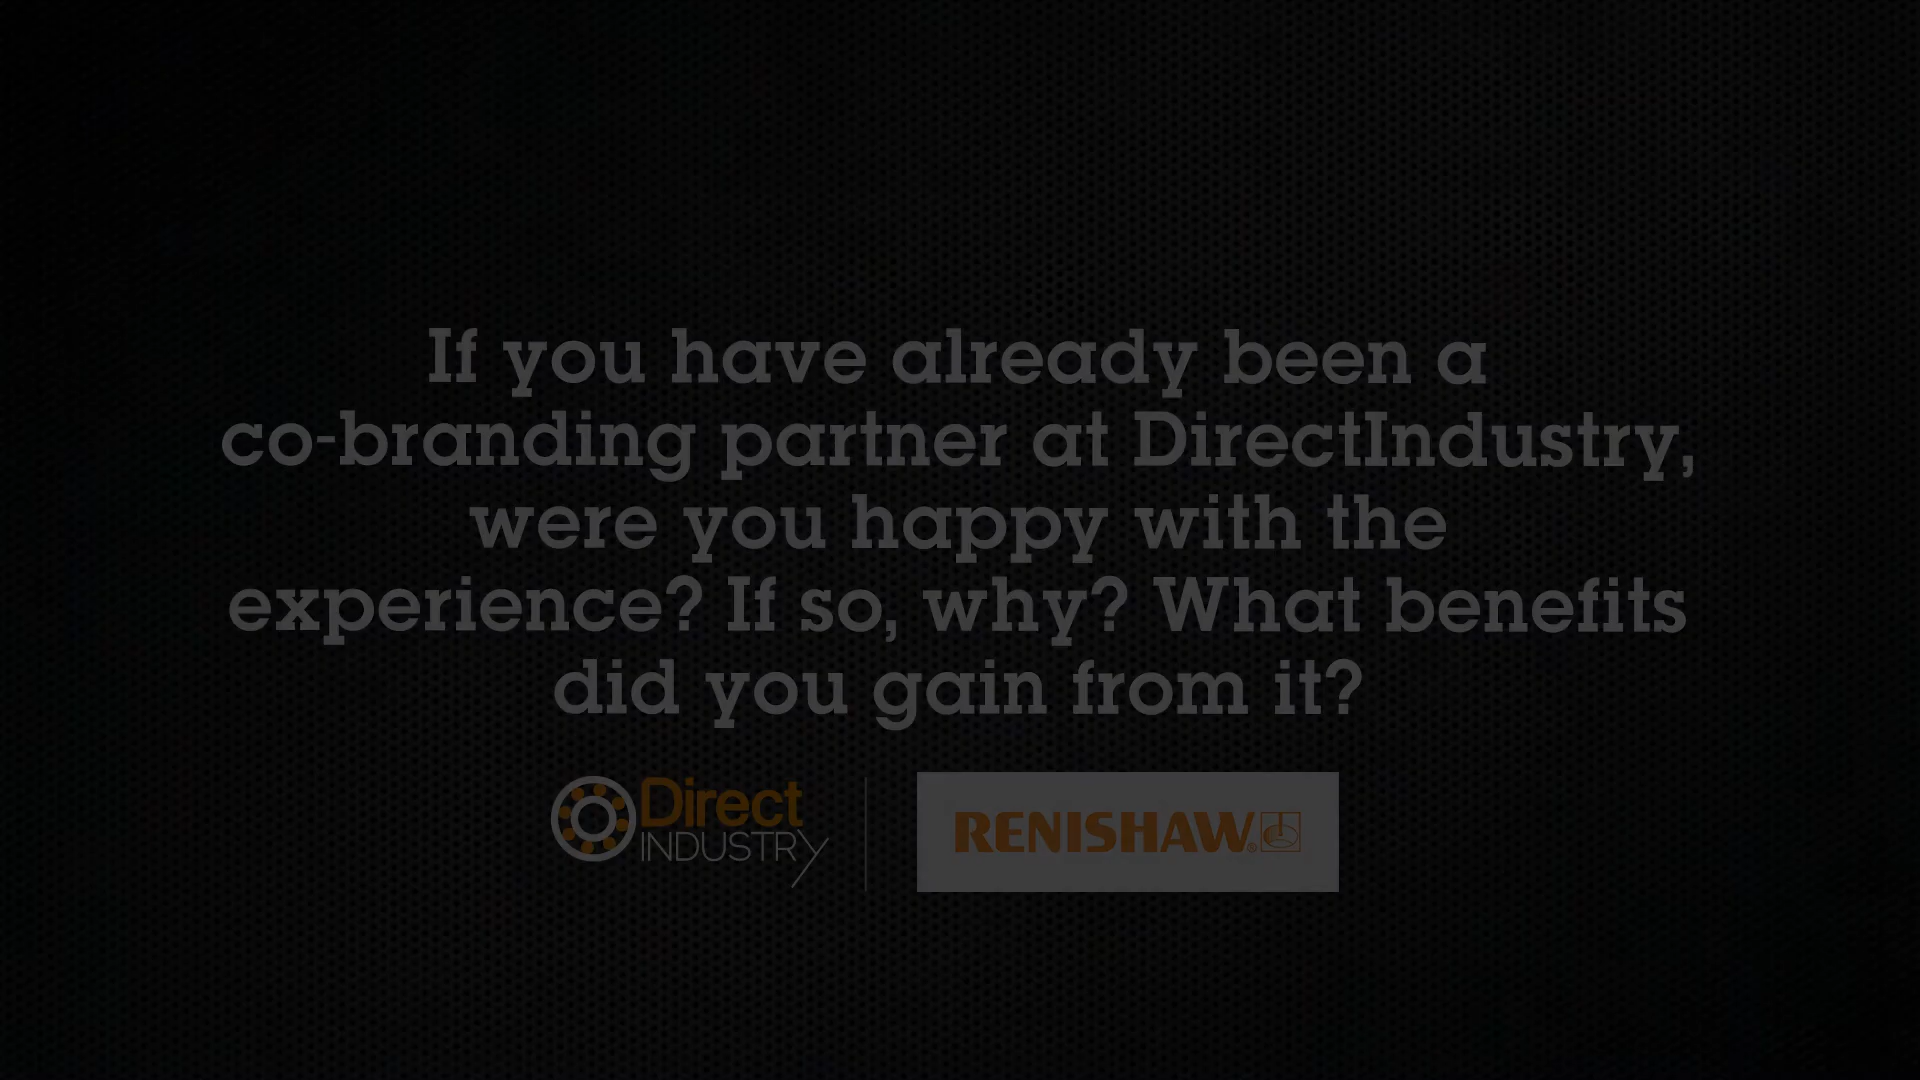 If you have already been a
co-branding partner at DirectIndustry,
were you happy with the
experience? If so, why? What benefits
did you gain from it?
Direct
INDUSTRY
RENISHAW®